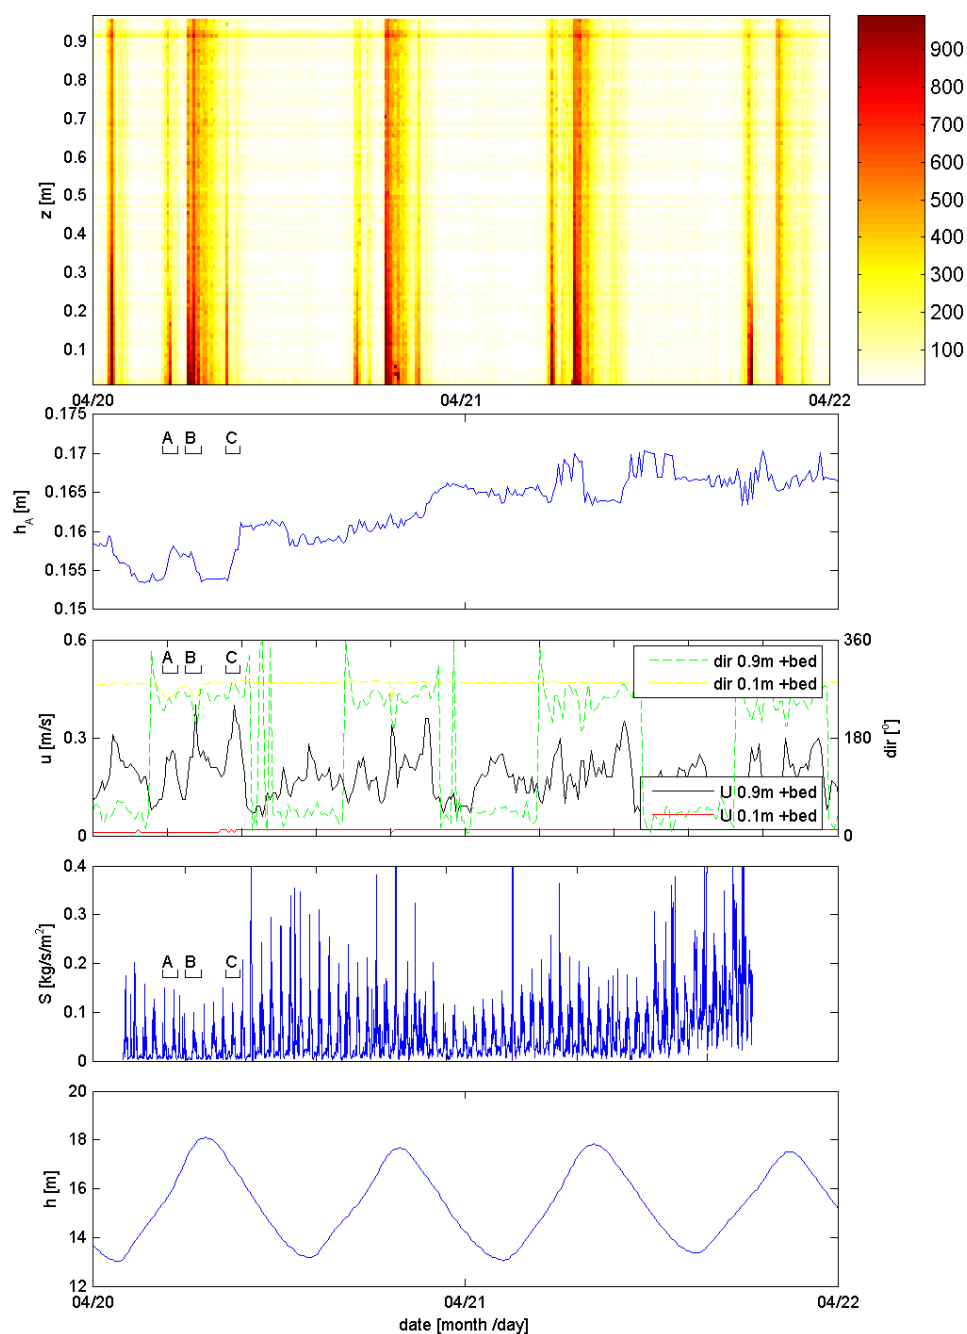 0.9
0.8
0.7
0.6
0.5
0.4
0.3
0.2
0.1
z [m]
04/20 04/21 04/22
900
800
700
600
500
400
300
200
100
0.175
0.17
0.165
0.16
0.155
0.15
h_A [m]
A B C
0.6
0.3
0
u [m/s]
A B C
360
180
0
dir [°]
dir 0.9m +bed
dir 0.1m +bed
U 0.9m +bed
U 0.1m +bed
0.4
0.3
0.2
0.1
0
S [kg/s/m²]
A B C
20
18
16
14
12
h [m]
04/20 04/21 04/22
date [month /day]